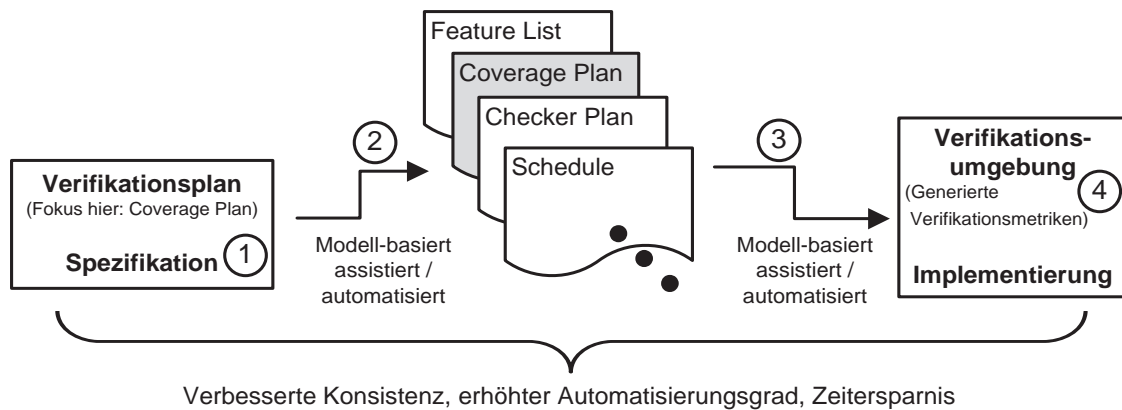 Feature List
Coverage Plan
Checker Plan
Schedule
Verifikationsplan
(Fokus hier: Coverage Plan)
Spezifikation
1
2
Modell-basiert
assistiert /
automatisiert
3
Modell-basiert
assistiert /
automatisiert
Verifikations-
umgebung
(Generierte
Verifikationsmetriken)
4
Implementierung
Verbesserte Konsistenz, erhöhter Automatisierungsgrad, Zeitersparnis